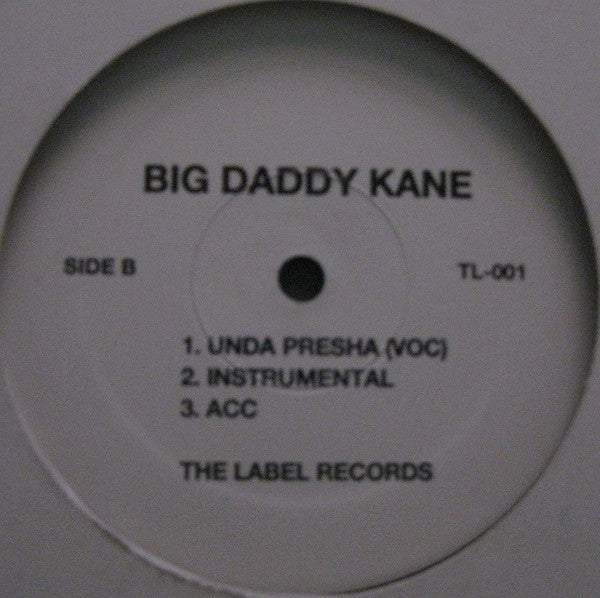 BIG DADDY KANE
SIDE B
TL-001
1. UNDA PRESHA (VOC)
2. INSTRUMENTAL
3. ACC
THE LABEL RECORDS